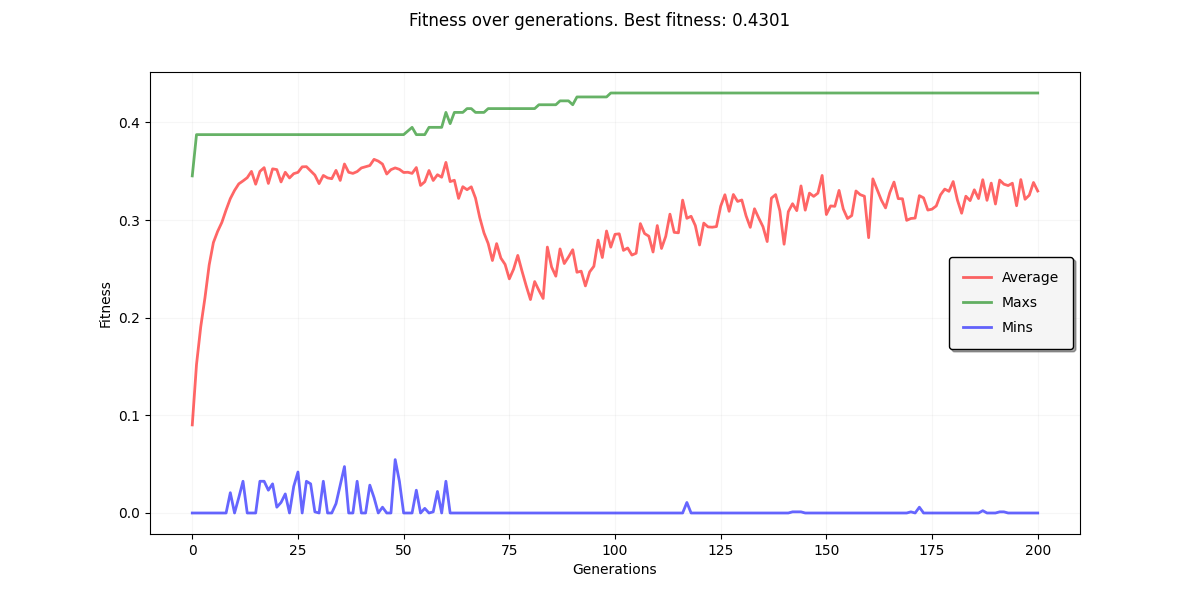 Fitness over generations. Best fitness: 0.4301
0.4
0.3
0.2
0.1
0.0
Fitness
Average
Maxs
Mins
0 25 50 75 100 125 150 175 200
Generations